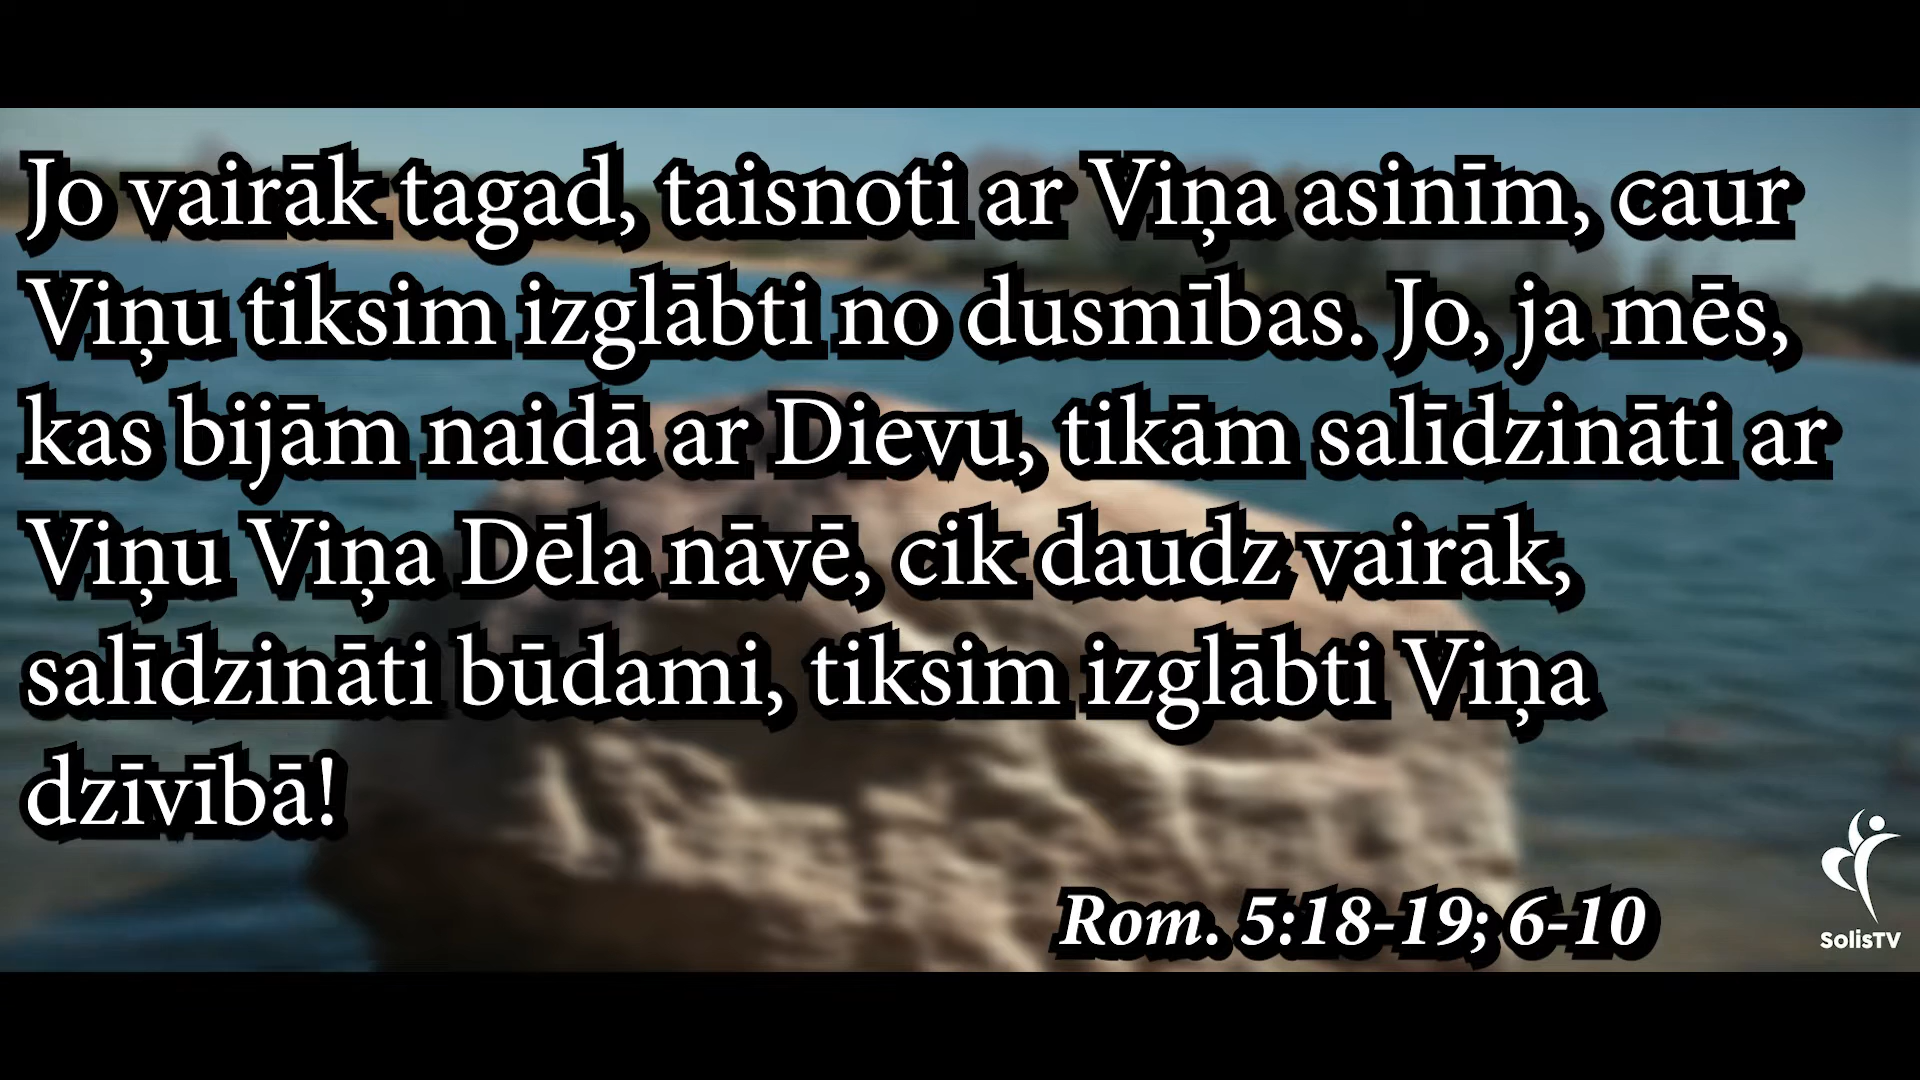 Jo vairāk tagad, taisnoti ar Viņa asinīm, caur
Viņu tiksim izglābti no dusmības. Jo, ja mēs,
kas bijām naidā ar Dievu, tikām salīdzināti ar
Viņu Viņa Dēla nāvē, cik daudz vairāk,
salīdzināti būdami, tiksim izglābti Viņa
dzīvībā!
Rom. 5:18-19; 6-10
SolisTV